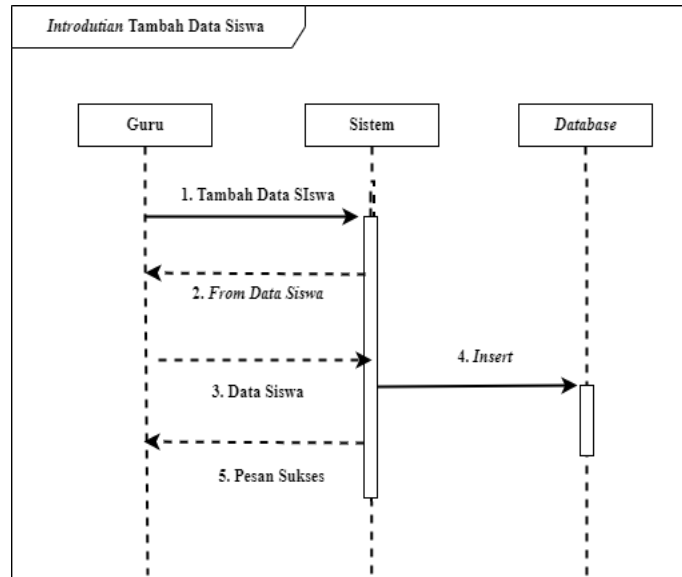 Introdutian Tambah Data Siswa
Guru
Sistem
Database
1. Tambah Data SIswa
2. From Data Siswa
3. Data Siswa
4. Insert
5. Pesan Sukses